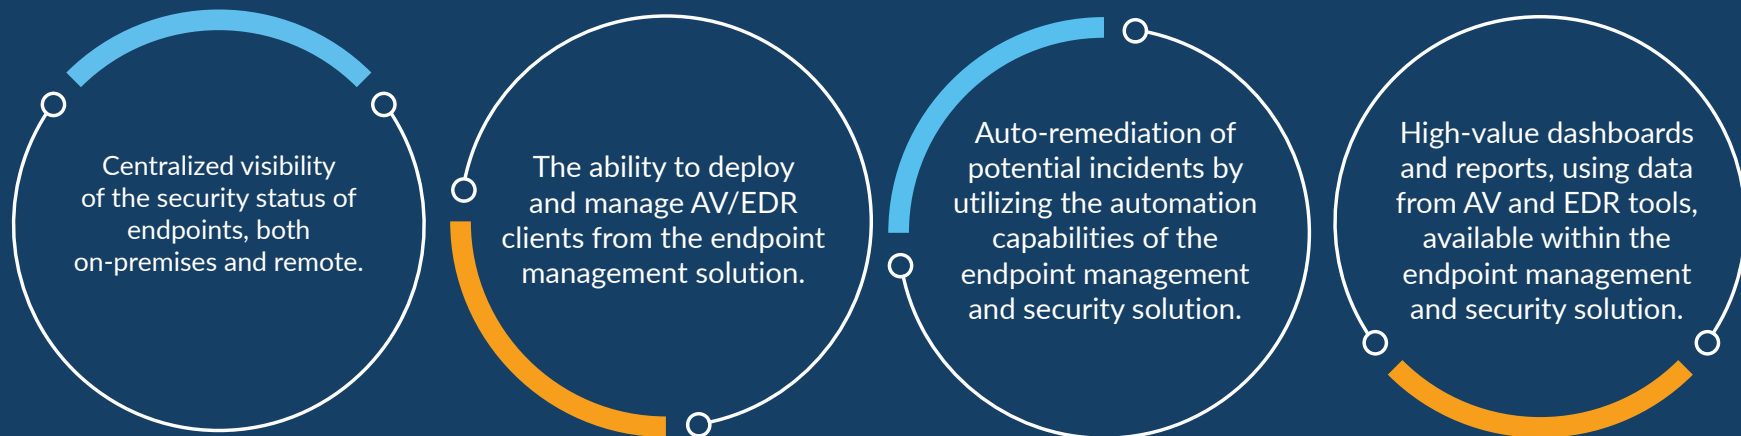 Centralized visibility
of the security status of
endpoints, both
on-premises and remote.
The ability to deploy
and manage AV/EDR
clients from the endpoint
management solution.
Auto-remediation of
potential incidents by
utilizing the automation
capabilities of the
endpoint management
and security solution.
High-value dashboards
and reports, using data
from AV and EDR tools,
available within the
endpoint management
and security solution.